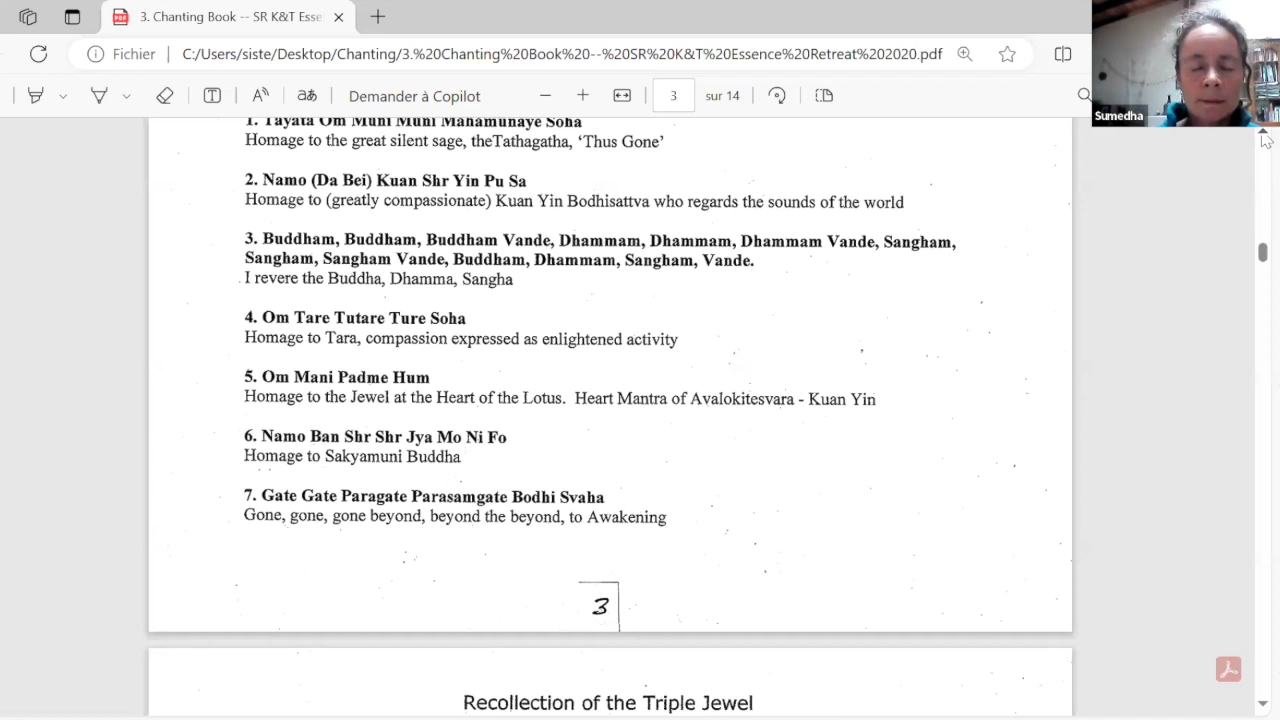 3. Chanting Book -- SR K&T Esse
Fichier C:/Users/siste/Desktop/Chanting/3.%20Chanting%20Book%20--%20SR%20K&T%20Essence%20Retreat%202020.pdf
Demander à Copilot
3 sur 14
Sumedha
1. Tayata Om Muni Muni Mahamunaye Soha
Homage to the great silent sage, theTathagatha, ‘Thus Gone’
2. Namo (Da Bei) Kuan Shr Yin Pu Sa
Homage to (greatly compassionate) Kuan Yin Bodhisattva who regards the sounds of the world
3. Buddham, Buddham, Buddham Vande, Dhammam, Dhammam, Dhammam Vande, Sangham,
Sangham, Sangham Vande, Buddham, Dhammam, Sangham, Vande.
I revere the Buddha, Dhamma, Sangha
4. Om Tare Tutare Ture Soha
Homage to Tara, compassion expressed as enlightened activity
5. Om Mani Padme Hum
Homage to the Jewel at the Heart of the Lotus. Heart Mantra of Avalokitesvara - Kuan Yin
6. Namo Ban Shr Shr Jya Mo Ni Fo
Homage to Sakyamuni Buddha
7. Gate Gate Paragate Parasamgate Bodhi Svaha
Gone, gone, gone beyond, beyond the beyond, to Awakening
3
Recollection of the Triple Jewel